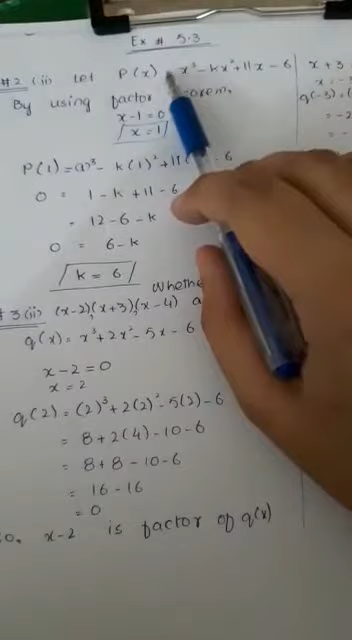 Ex # 5.3
#2 (ii) Let P(x) = x³ - kx² + 11x - 6
By using factor
x-1=0
x=1
P(1) = (1)³ - k(1)² + 11 - 6
0 = 1 - k + 11 - 6
= 12 - 6 - k
0 = 6 - k
k = 6
#3 (ii) (x-2)(x+3)(x-4)
q(x) = x³ + 2x² - 5x - 6
x - 2 = 0
x = 2
q(2) = (2)³ + 2(2)² - 5(2) - 6
= 8 + 2(4) - 10 - 6
= 8 + 8 - 10 - 6
= 16 - 16
= 0
So, x-2 is factor of q(x)
x + 3
q(-3) =